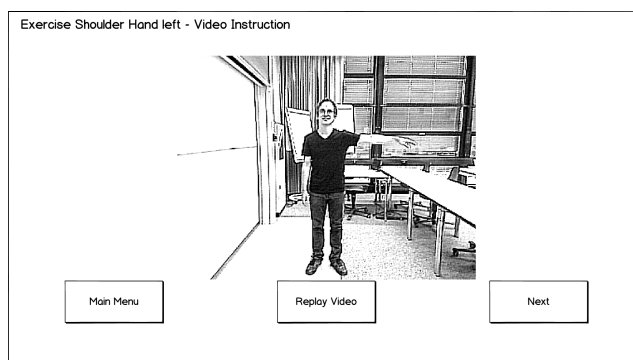 Exercise Shoulder Hand left - Video Instruction
Main Menu
Replay Video
Next